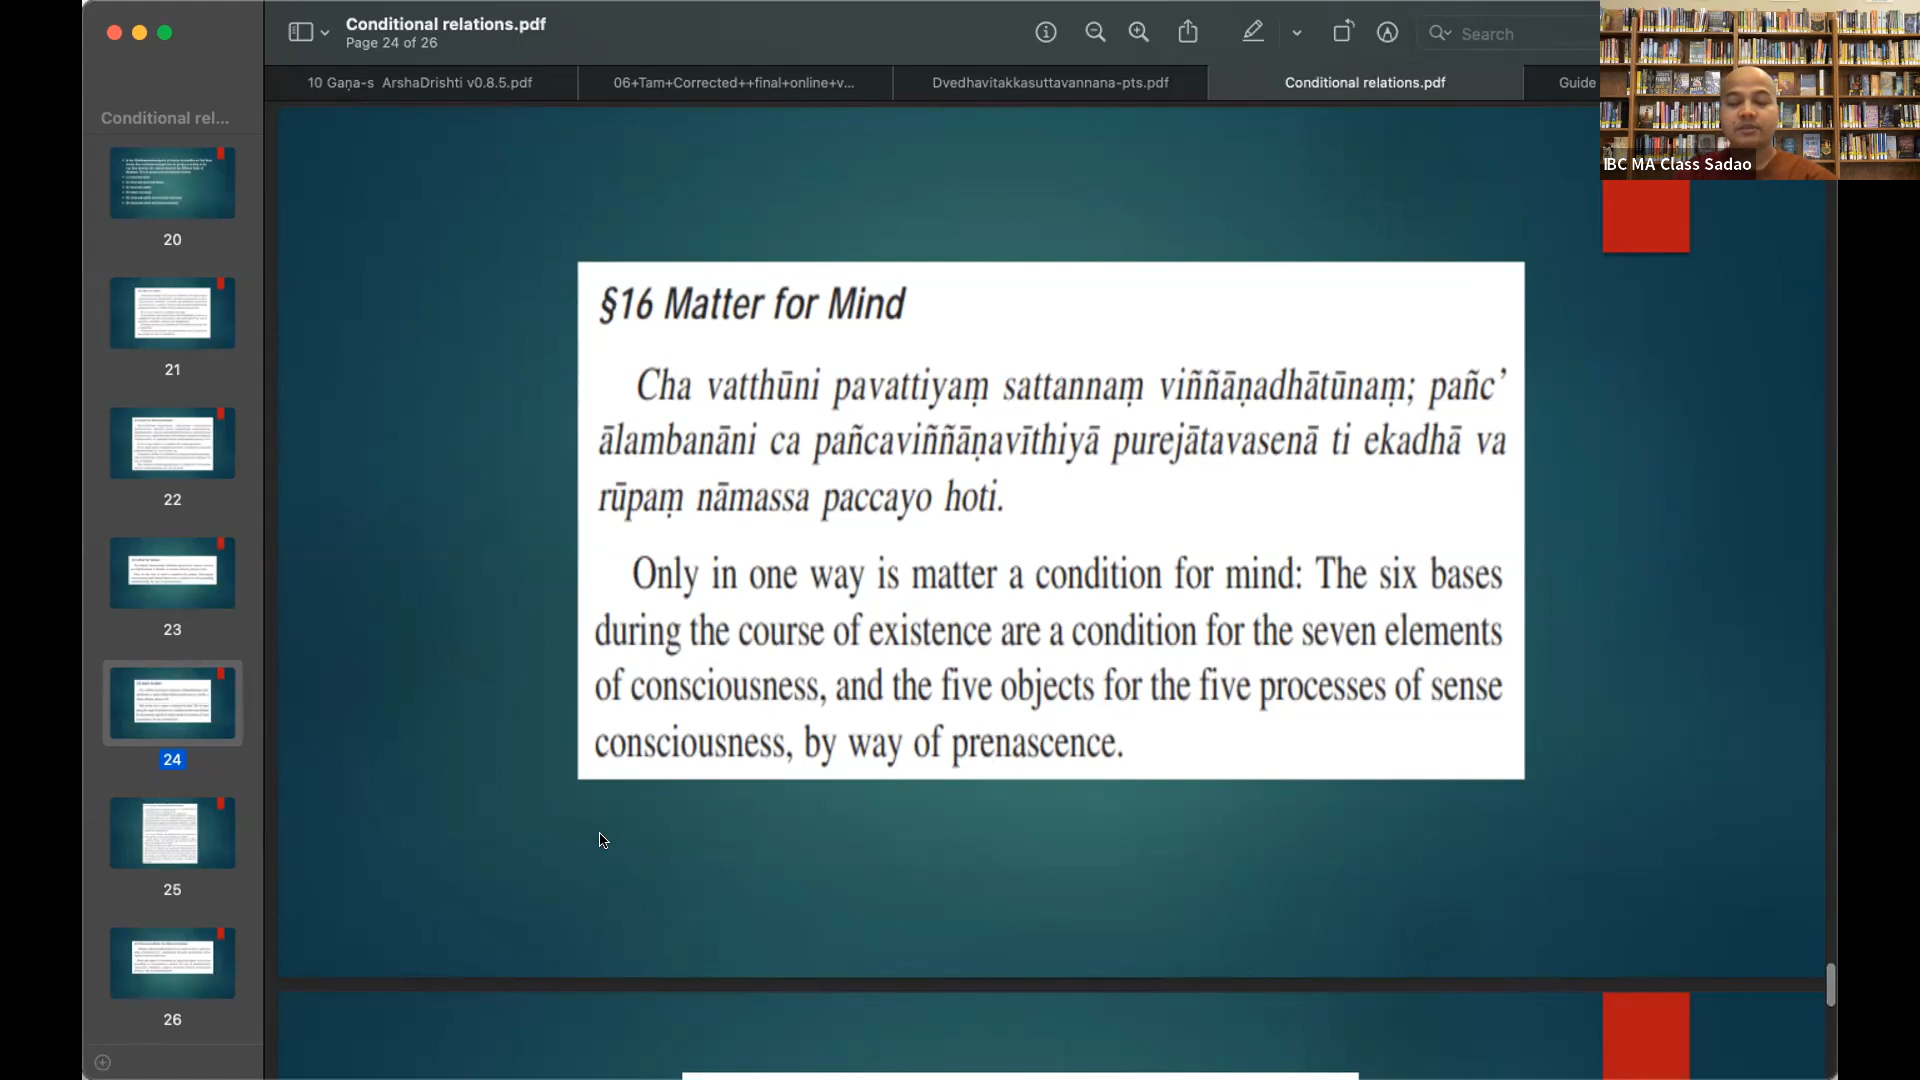 Conditional relations.pdf
Page 24 of 26
Search
10 Gaṇa-s ArshaDrishti v0.8.5.pdf
06+Tam+Corrected++final+online+v...
Dvedhavitakkasuttavannana-pts.pdf
Conditional relations.pdf
Guide
IBC MA Class Sadao
Conditional rel...
20
21
22
23
24
25
26
§16 Matter for Mind
Cha vatthūni pavattiyaṃ sattannaṃ viññāṇadhātūnaṃ; pañc’
ālambanāni ca pañcaviññāṇavīthiyā purejātavasenā ti ekadhā va
rūpaṃ nāmassa paccayo hoti.
Only in one way is matter a condition for mind: The six bases
during the course of existence are a condition for the seven elements
of consciousness, and the five objects for the five processes of sense
consciousness, by way of prenascence.